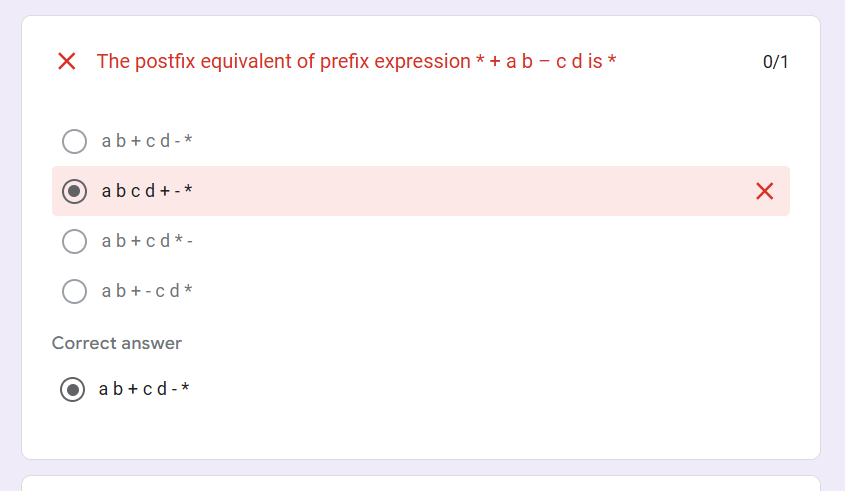 The postfix equivalent of prefix expression * + a b − c d is *
0/1
a b + c d - *
a b c d + - *
a b + c d * -
a b + - c d *
Correct answer
a b + c d - *